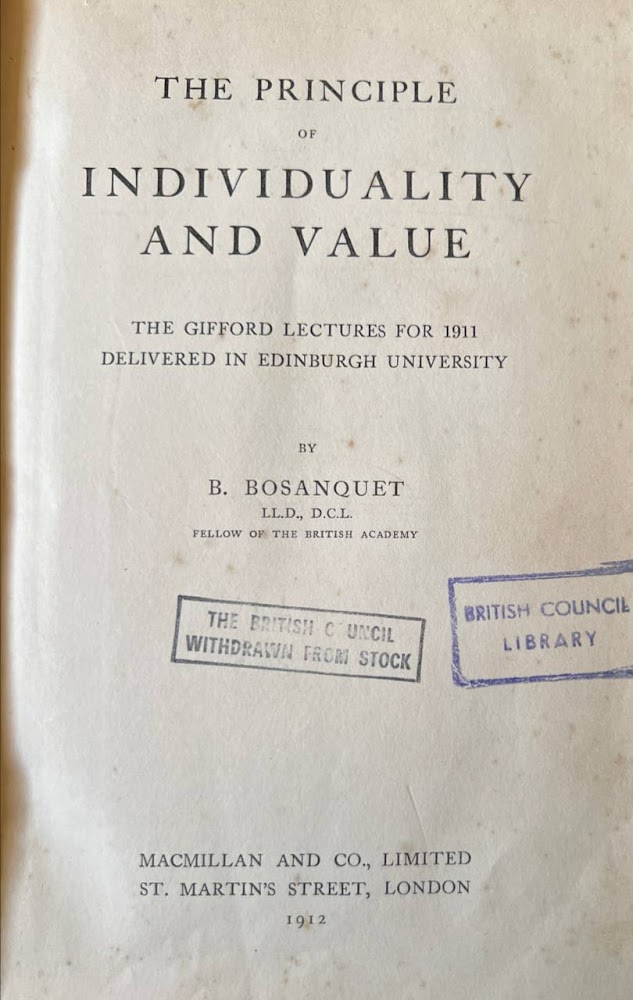 THE PRINCIPLE
OF
INDIVIDUALITY
AND VALUE
THE GIFFORD LECTURES FOR 1911
DELIVERED IN EDINBURGH UNIVERSITY
BY
B. BOSANQUET
LL.D., D.C.L.
FELLOW OF THE BRITISH ACADEMY
THE BRITISH COUNCIL
WITHDRAWN FROM STOCK
BRITISH COUNCIL
LIBRARY
MACMILLAN AND CO., LIMITED
ST. MARTIN'S STREET, LONDON
1912